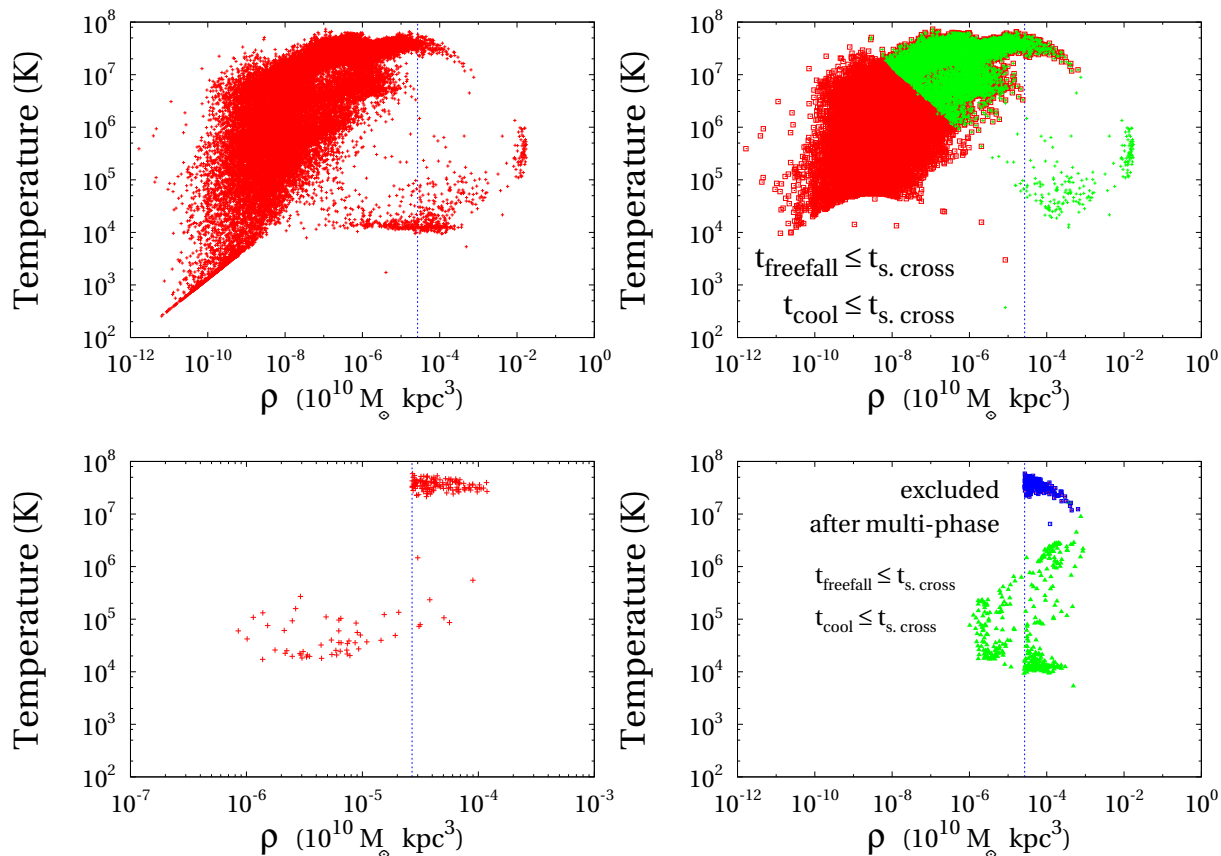 10^8 10^7 10^6 10^5 10^4 10^3 10^2
Temperature (K)
10^-12 10^-10 10^-8 10^-6 10^-4 10^-2 10^0
ρ (10^10 M_⊙ kpc^3)
10^8 10^7 10^6 10^5 10^4 10^3 10^2
Temperature (K)
t_freefall ≤ t_s. cross
t_cool ≤ t_s. cross
10^-12 10^-10 10^-8 10^-6 10^-4 10^-2 10^0
ρ (10^10 M_⊙ kpc^3)
10^8 10^7 10^6 10^5 10^4 10^3 10^2
Temperature (K)
10^-7 10^-6 10^-5 10^-4 10^-3
ρ (10^10 M_⊙ kpc^3)
10^8 10^7 10^6 10^5 10^4 10^3 10^2
Temperature (K)
excluded
after multi-phase
t_freefall ≤ t_s. cross
t_cool ≤ t_s. cross
10^-12 10^-10 10^-8 10^-6 10^-4 10^-2 10^0
ρ (10^10 M_⊙ kpc^3)